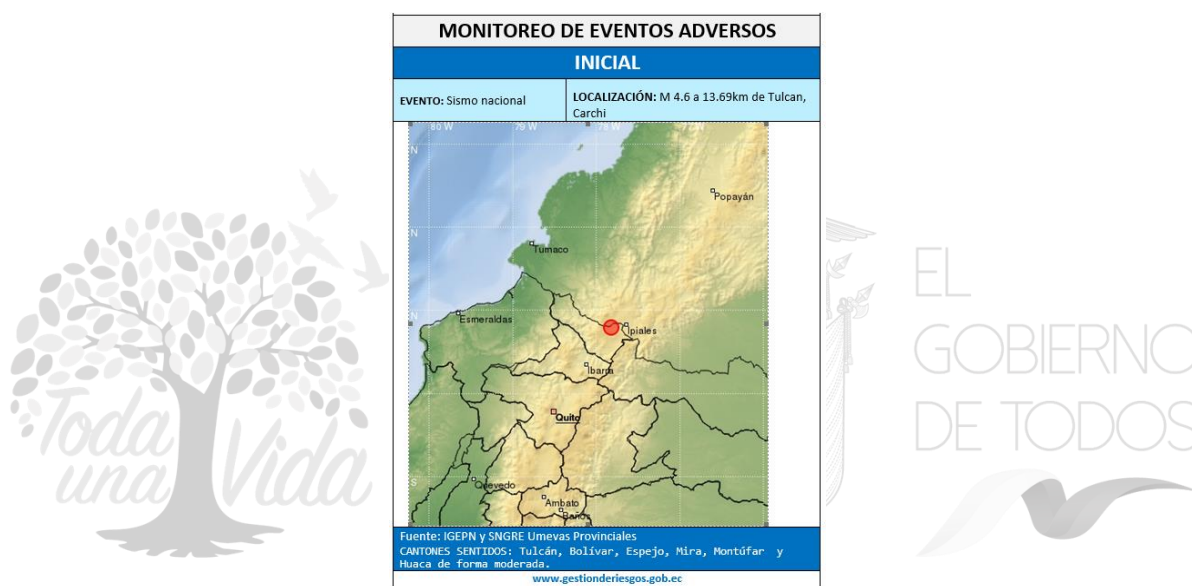 MONITOREO DE EVENTOS ADVERSOS
INICIAL
EVENTO: Sismo nacional
LOCALIZACIÓN: M 4.6 a 13.69km de Tulcan,
Carchi
80 W
79 W
78 W
N
Popayán
N
Tumaco
N
Esmeraldas
Ipiales
Ibarra
Quito
S
Quevedo
Ambato
Baños
Fuente: IGEPN y SNGRE Umevas Provinciales
CANTONES SENTIDOS: Tulcán, Bolívar, Espejo, Mira, Montúfar y
Huaca de forma moderada.
www.gestionderiesgos.gob.ec
Toda
una Vida
EL
GOBIERNO
DE TODOS